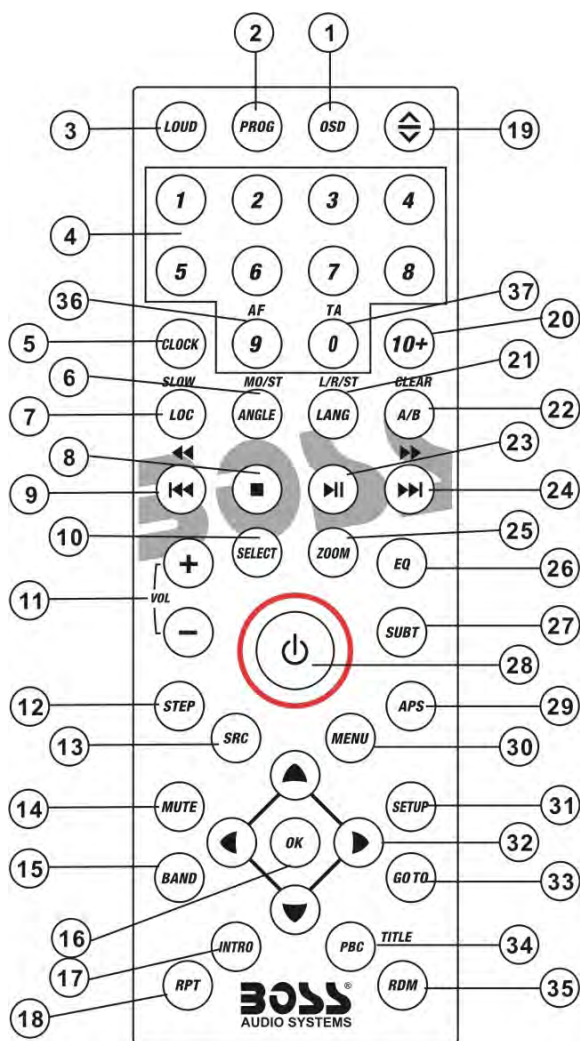 2 1
3 LOUD PROG OSD 19
1 2 3 4
4
5 6 7 8
36 AF TA 37
5 CLOCK 9 0 10+ 20
6 SLOW MO/ST L/R/ST CLEAR 21
7 LOC ANGLE LANG A/B 22
8 23
BOSS
9 24
10 SELECT ZOOM 25
+ EQ 26
11 VOL
− SUBT 27
28
12 STEP APS 29
13 SRC MENU 30
14 MUTE SETUP 31
OK 32
15 BAND GO TO 33
16 INTRO PBC TITLE 34
17
18 RPT BOSS® RDM 35
AUDIO SYSTEMS